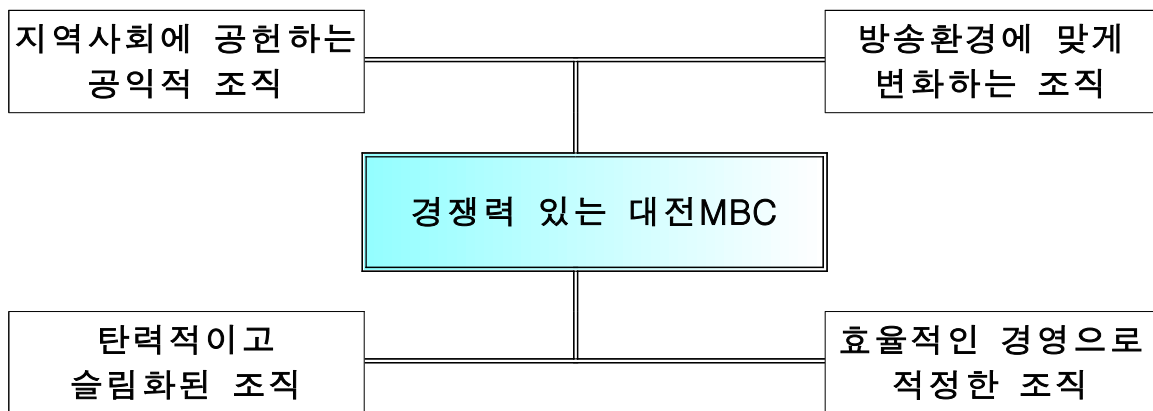 지역사회에 공헌하는
공익적 조직
방송환경에 맞게
변화하는 조직
경쟁력 있는 대전MBC
탄력적이고
슬림화된 조직
효율적인 경영으로
적정한 조직